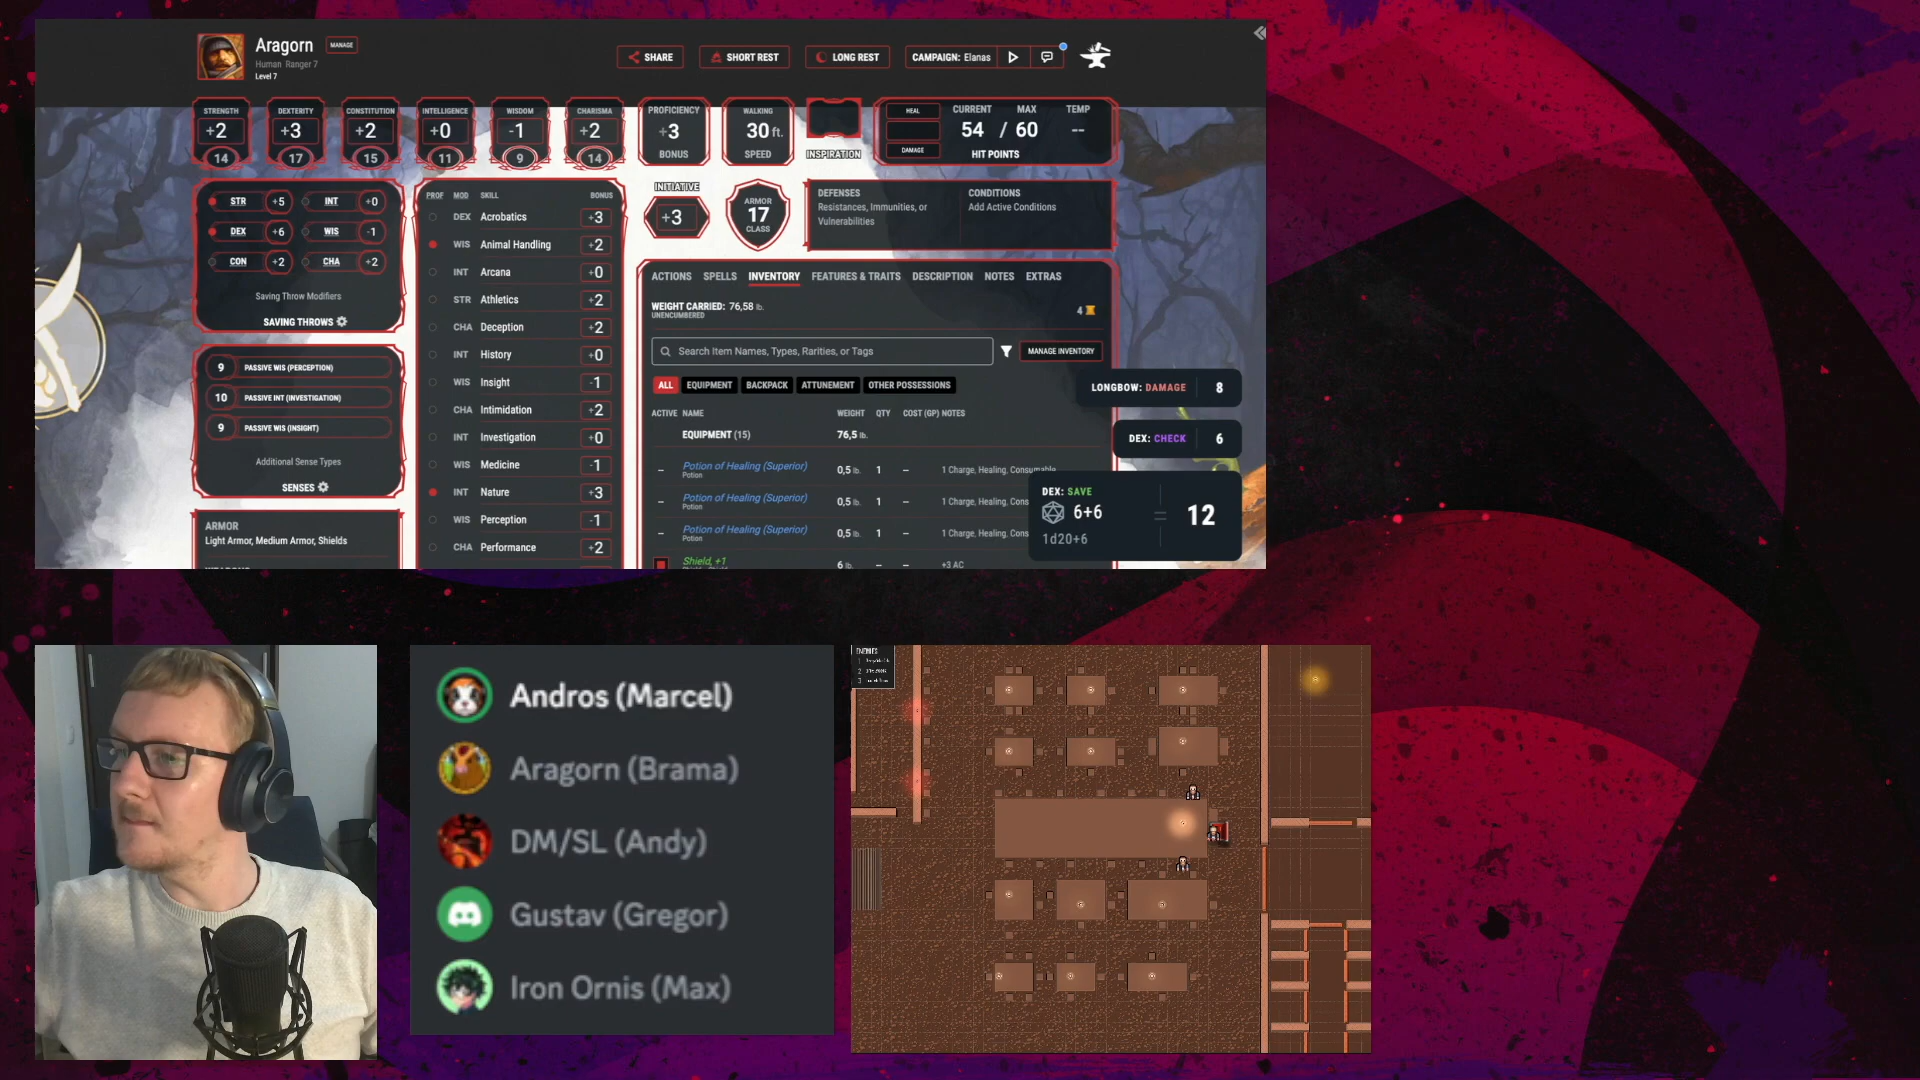 Aragorn
MANAGE
Human Ranger 7
Level 7
SHARE
SHORT REST
LONG REST
CAMPAIGN: Elanas
STRENGTH
+2
14
DEXTERITY
+3
17
CONSTITUTION
+2
15
INTELLIGENCE
+0
11
WISDOM
-1
9
CHARISMA
+2
14
PROFICIENCY
+3
BONUS
WALKING
30 ft.
SPEED
INSPIRATION
HEAL
DAMAGE
CURRENT MAX TEMP
54 / 60 --
HIT POINTS
STR +5 INT +0
DEX +6 WIS -1
CON +2 CHA +2
Saving Throw Modifiers
SAVING THROWS
9 PASSIVE WIS (PERCEPTION)
10 PASSIVE INT (INVESTIGATION)
9 PASSIVE WIS (INSIGHT)
Additional Sense Types
SENSES
ARMOR
Light Armor, Medium Armor, Shields
PROF MOD SKILL BONUS
DEX Acrobatics +3
WIS Animal Handling +2
INT Arcana +0
STR Athletics +2
CHA Deception +2
INT History +0
WIS Insight -1
CHA Intimidation +2
INT Investigation +0
WIS Medicine -1
INT Nature +3
WIS Perception -1
CHA Performance +2
INITIATIVE
+3
ARMOR
17
CLASS
DEFENSES
Resistances, Immunities, or
Vulnerabilities
CONDITIONS
Add Active Conditions
ACTIONS SPELLS INVENTORY FEATURES & TRAITS DESCRIPTION NOTES EXTRAS
WEIGHT CARRIED: 76,58 lb.
UNENCUMBERED
4
Search Item Names, Types, Rarities, or Tags
MANAGE INVENTORY
ALL EQUIPMENT BACKPACK ATTUNEMENT OTHER POSSESSIONS
ACTIVE NAME WEIGHT QTY COST (GP) NOTES
EQUIPMENT (15) 76,5 lb.
-- Potion of Healing (Superior) 0,5 lb. 1 -- 1 Charge, Healing, Consumable
Potion
-- Potion of Healing (Superior) 0,5 lb. 1 -- 1 Charge, Healing, Cons
Potion
-- Potion of Healing (Superior) 0,5 lb. 1 -- 1 Charge, Healing, Cons
Potion
Shield, +1 6 lb. -- -- +3 AC
LONGBOW: DAMAGE 8
DEX: CHECK 6
DEX: SAVE
6+6 = 12
1d20+6
Andros (Marcel)
Aragorn (Brama)
DM/SL (Andy)
Gustav (Gregor)
Iron Ornis (Max)
ENEMIES
1
2
3